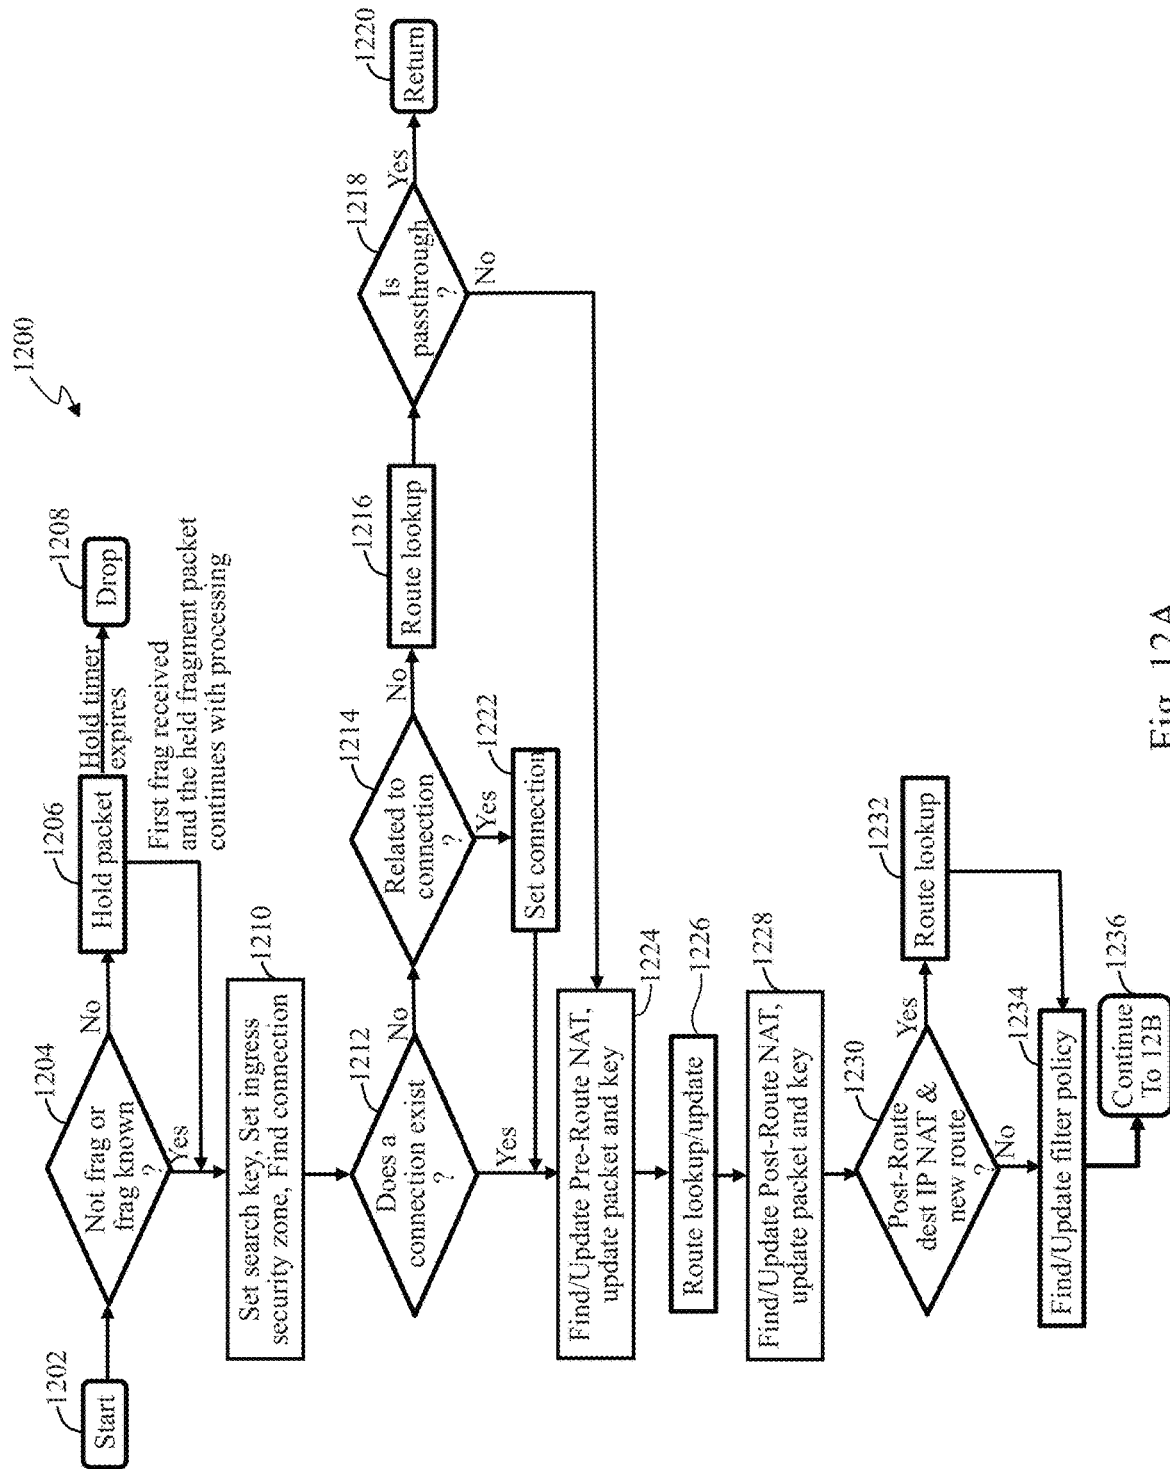 1200
1202
Start
1204
Not frag or
frag known
?
No
Yes
1206
Hold packet
Hold timer
expires
1208
Drop
First frag received
and the held fragment packet
continues with processing
1210
Set search key, Set ingress
security zone, Find connection
1212
Does a
connection exist
?
No
Yes
1214
Related to
connection
?
No
Yes
1216
Route lookup
1218
Is
passthrough
?
Yes
No
1220
Return
1222
Set connection
1224
Find/Update Pre-Route NAT,
update packet and key
1226
Route lookup/update
1228
Find/Update Post-Route NAT,
update packet and key
1230
Post-Route
dest IP NAT &
new route
?
Yes
No
1232
Route lookup
1234
Find/Update filter policy
1236
Continue
To 12B
Fig. 12A